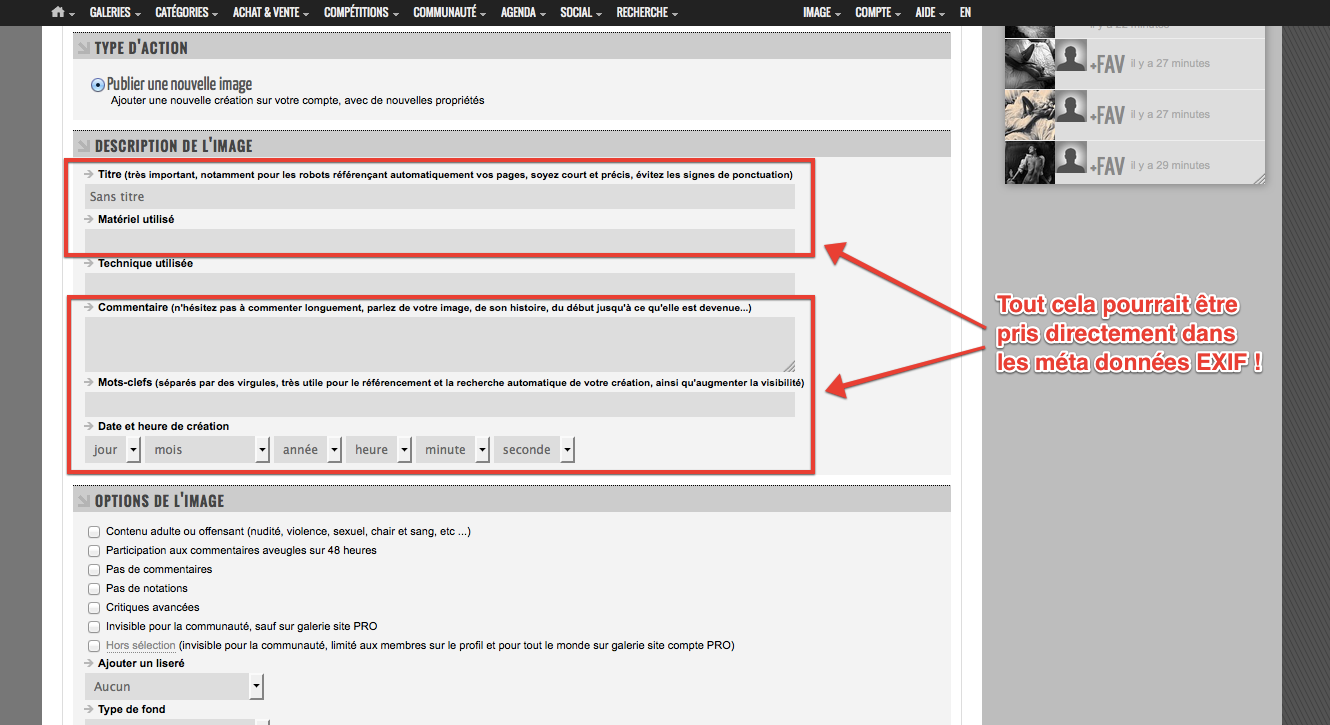 GALERIES CATÉGORIES ACHAT & VENTE COMPÉTITIONS COMMUNAUTÉ AGENDA SOCIAL RECHERCHE IMAGE COMPTE AIDE EN
TYPE D'ACTION
Publier une nouvelle image
Ajouter une nouvelle création sur votre compte, avec de nouvelles propriétés
DESCRIPTION DE L'IMAGE
Titre (très important, notamment pour les robots référençant automatiquement vos pages, soyez court et précis, évitez les signes de ponctuation)
Sans titre
Matériel utilisé
Technique utilisée
Commentaire (n'hésitez pas à commenter longuement, parlez de votre image, de son histoire, du début jusqu'à ce qu'elle est devenue...)
Mots-clefs (séparés par des virgules, très utile pour le référencement et la recherche automatique de votre création, ainsi qu'augmenter la visibilité)
Date et heure de création
jour mois année heure minute seconde
OPTIONS DE L'IMAGE
Contenu adulte ou offensant (nudité, violence, sexuel, chair et sang, etc ...)
Participation aux commentaires aveugles sur 48 heures
Pas de commentaires
Pas de notations
Critiques avancées
Invisible pour la communauté, sauf sur galerie site PRO
Hors sélection (invisible pour la communauté, limité aux membres sur le profil et pour tout le monde sur galerie site compte PRO)
Ajouter un liseré
Aucun
Type de fond
il y a 22 minutes
+FAV il y a 27 minutes
+FAV il y a 27 minutes
+FAV il y a 29 minutes
Tout cela pourrait être
pris directement dans
les méta données EXIF !